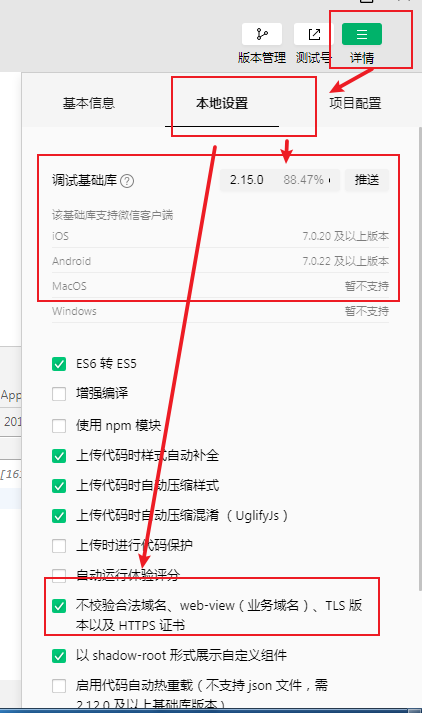 版本管理 测试号 详情
基本信息 本地设置 项目配置
调试基础库 ? 2.15.0 88.47% 推送
该基础库支持微信客户端
iOS 7.0.20 及以上版本
Android 7.0.22 及以上版本
MacOS 暂不支持
Windows 暂不支持
ES6 转 ES5
增强编译
App
使用 npm 模块
201
上传代码时样式自动补全
[16:
上传代码时自动压缩样式
上传代码时自动压缩混淆 （UglifyJs）
上传时进行代码保护
自动运行体验评分
不校验合法域名、web-view（业务域名）、TLS 版
本以及 HTTPS 证书
以 shadow-root 形式展示自定义组件
启用代码自动热重载（不支持 json 文件，需
2.12.0 及以上基础库版本）